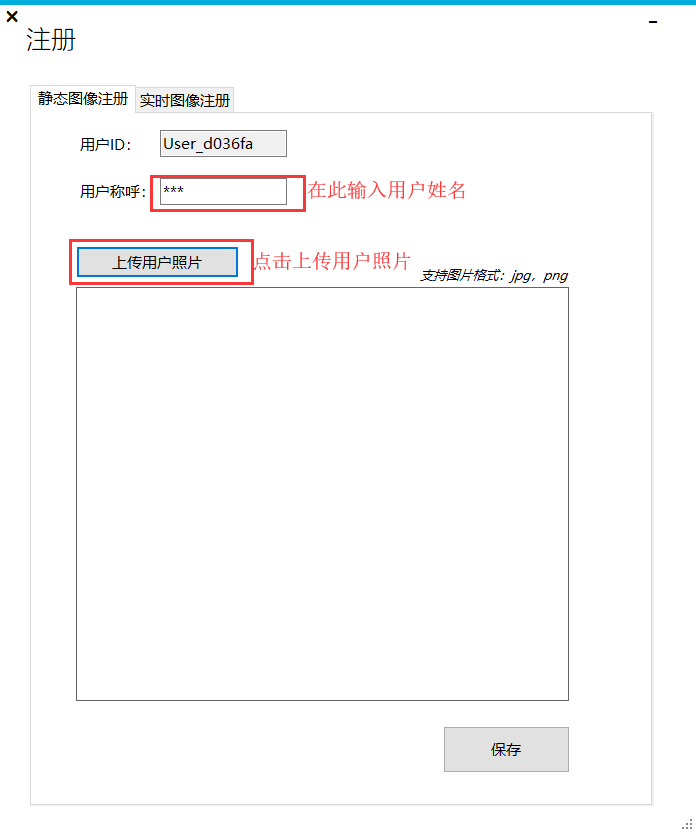 注册
静态图像注册 实时图像注册
用户ID: User_d036fa
用户称呼: *** 在此输入用户姓名
上传用户照片 点击上传用户照片
支持图片格式：jpg，png
保存